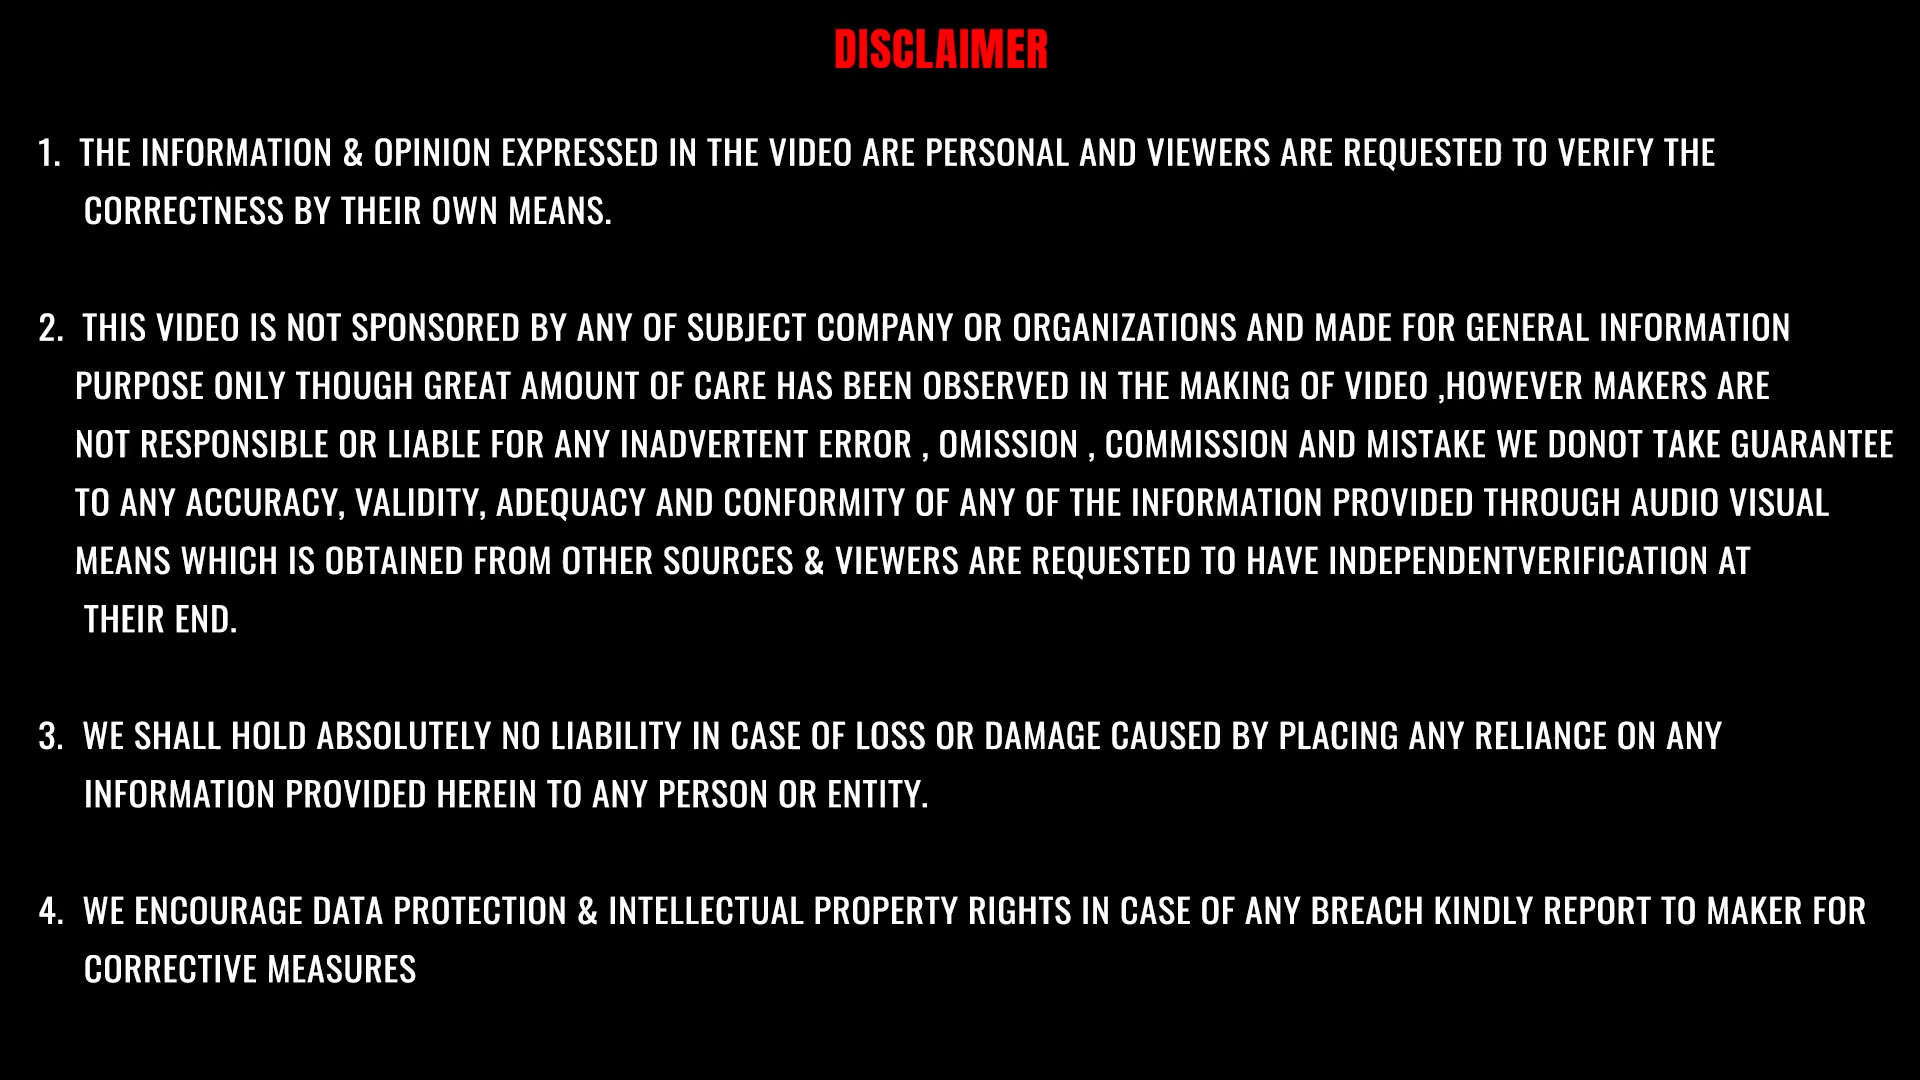 DISCLAIMER
1. THE INFORMATION & OPINION EXPRESSED IN THE VIDEO ARE PERSONAL AND VIEWERS ARE REQUESTED TO VERIFY THE
CORRECTNESS BY THEIR OWN MEANS.
2. THIS VIDEO IS NOT SPONSORED BY ANY OF SUBJECT COMPANY OR ORGANIZATIONS AND MADE FOR GENERAL INFORMATION
PURPOSE ONLY THOUGH GREAT AMOUNT OF CARE HAS BEEN OBSERVED IN THE MAKING OF VIDEO ,HOWEVER MAKERS ARE
NOT RESPONSIBLE OR LIABLE FOR ANY INADVERTENT ERROR , OMISSION , COMMISSION AND MISTAKE WE DONOT TAKE GUARANTEE
TO ANY ACCURACY, VALIDITY, ADEQUACY AND CONFORMITY OF ANY OF THE INFORMATION PROVIDED THROUGH AUDIO VISUAL
MEANS WHICH IS OBTAINED FROM OTHER SOURCES & VIEWERS ARE REQUESTED TO HAVE INDEPENDENTVERIFICATION AT
THEIR END.
3. WE SHALL HOLD ABSOLUTELY NO LIABILITY IN CASE OF LOSS OR DAMAGE CAUSED BY PLACING ANY RELIANCE ON ANY
INFORMATION PROVIDED HEREIN TO ANY PERSON OR ENTITY.
4. WE ENCOURAGE DATA PROTECTION & INTELLECTUAL PROPERTY RIGHTS IN CASE OF ANY BREACH KINDLY REPORT TO MAKER FOR
CORRECTIVE MEASURES